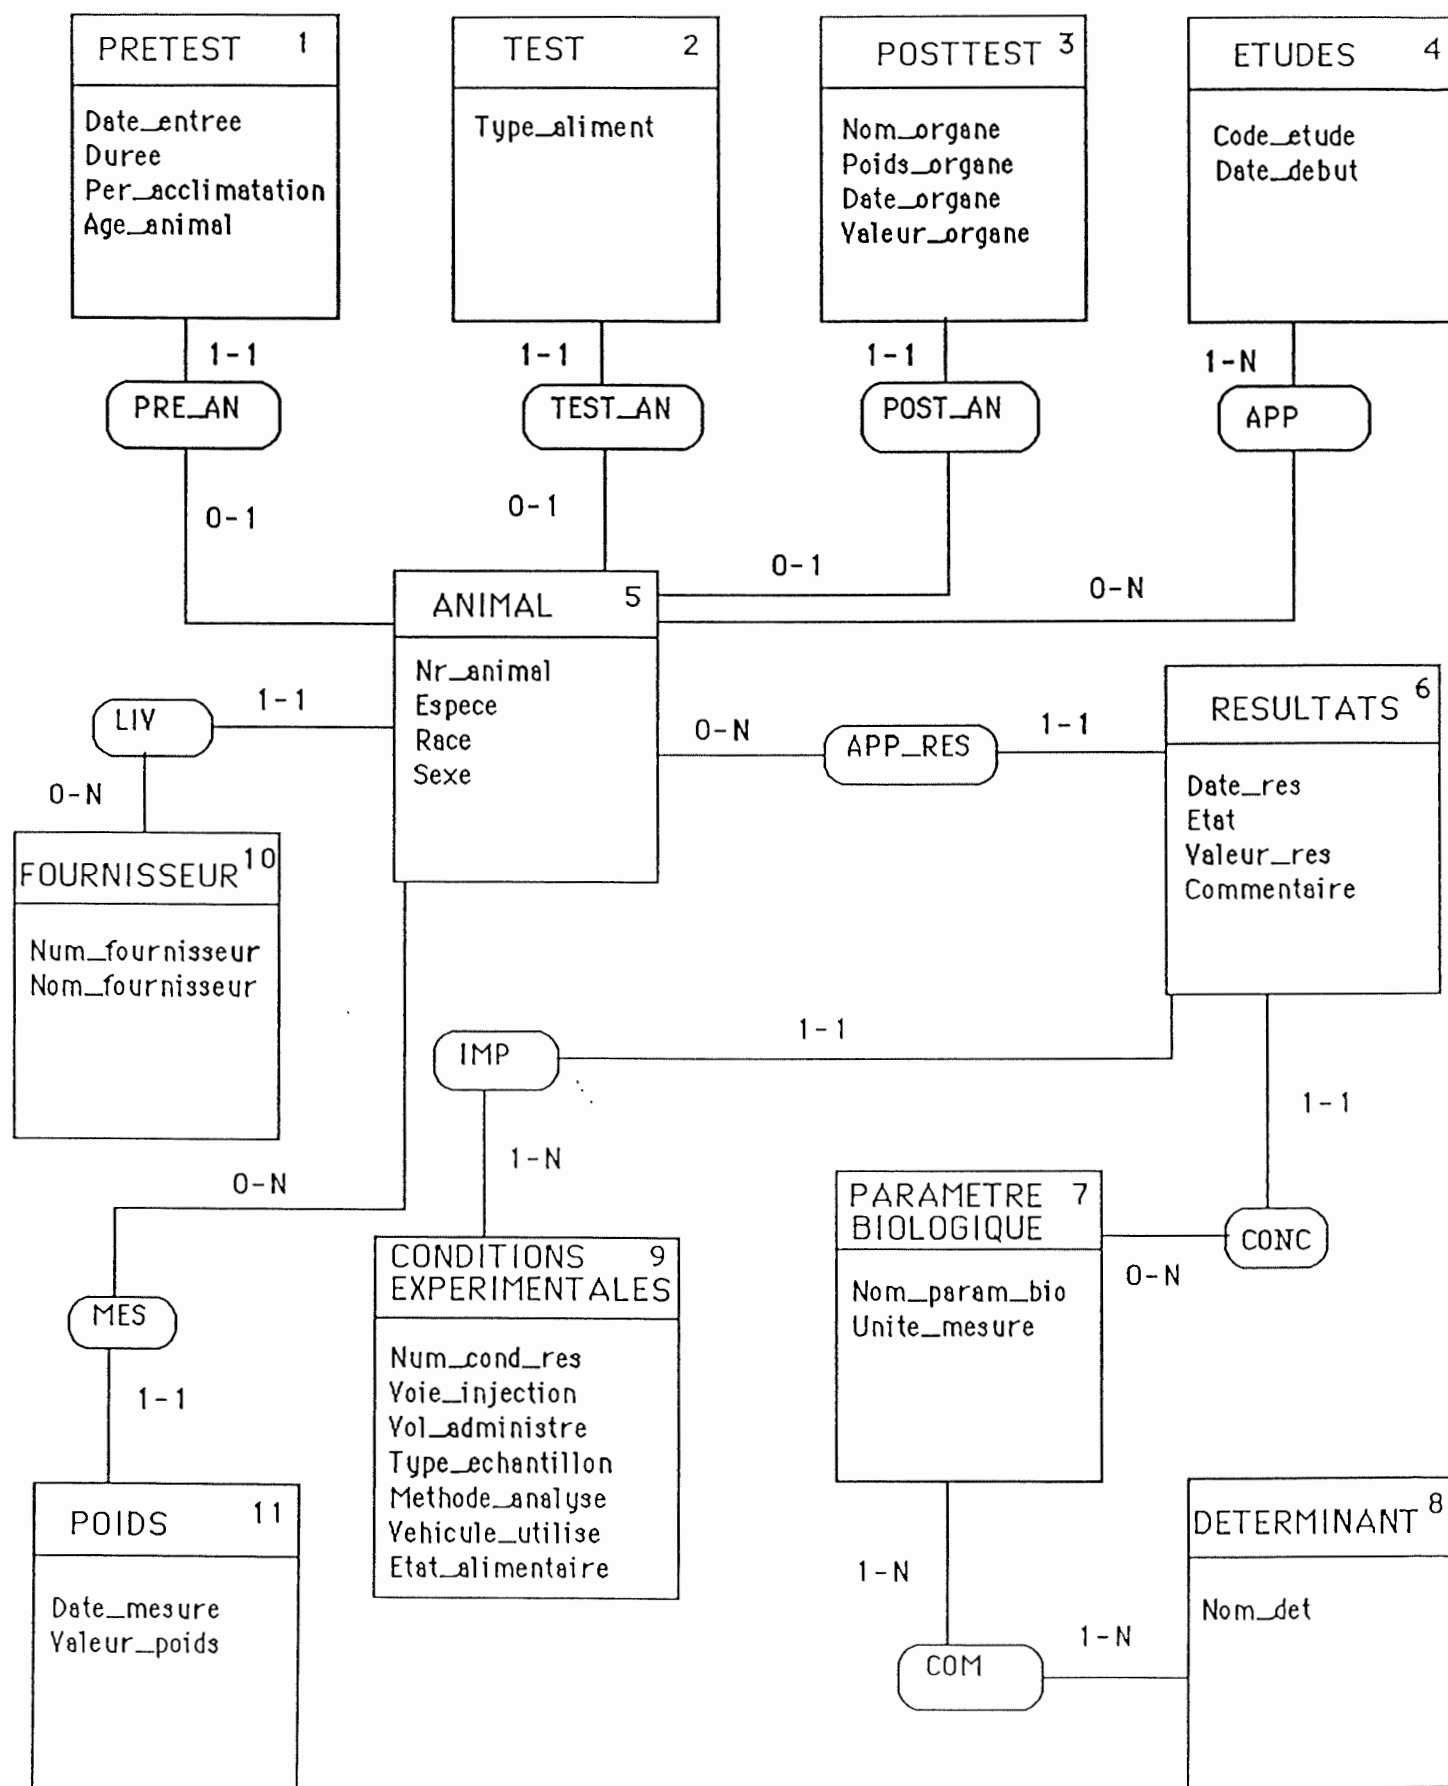 PRETEST 1
Date_entree
Duree
Per_acclimatation
Age_animal
TEST 2
Type_aliment
POSTTEST 3
Nom_organe
Poids_organe
Date_organe
Valeur_organe
ETUDES 4
Code_etude
Date_debut
1-1
1-1
1-1
1-N
PRE_AN
TEST_AN
POST_AN
APP
0-1
0-1
0-1
0-N
ANIMAL 5
Nr_animal
Espece
Race
Sexe
LIV
1-1
0-N
APP_RES
1-1
RESULTATS 6
Date_res
Etat
Valeur_res
Commentaire
0-N
FOURNISSEUR 10
Num_fournisseur
Nom_fournisseur
IMP
1-1
1-1
1-N
0-N
PARAMETRE 7
BIOLOGIQUE
Nom_param_bio
Unite_mesure
CONC
0-N
CONDITIONS 9
EXPERIMENTALES
Num_cond_res
Voie_injection
Vol_administre
Type_echantillon
Methode_analyse
Vehicule_utilise
Etat_alimentaire
MES
1-1
POIDS 11
Date_mesure
Valeur_poids
1-N
DETERMINANT 8
Nom_det
1-N
COM